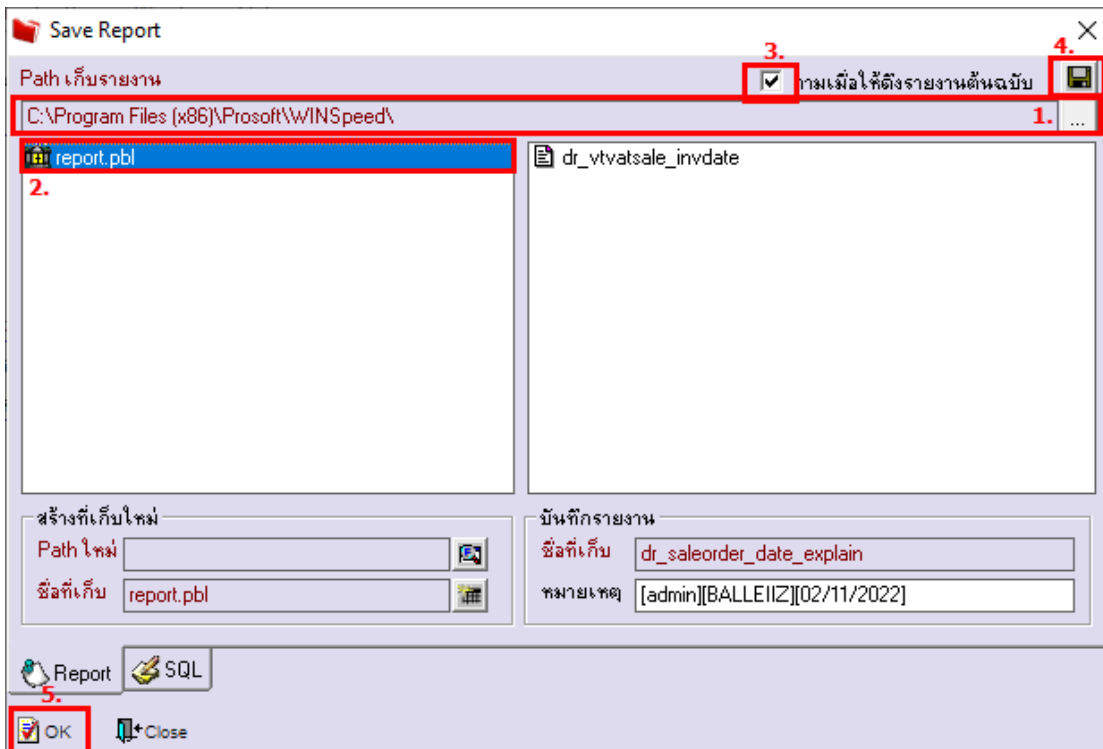 Save Report
3.
4.
Path เก็บรายงาน
ถามเมื่อให้ดึงรายงานต้นฉบับ
C:\Program Files (x86)\Prosoft\WINSpeed\
1.
...
report.pbl
dr_vtvatsale_invdate
2.
สร้างที่เก็บใหม่
บันทึกรายงาน
Path ใหม่
ชื่อที่เก็บ
dr_saleorder_date_explain
ชื่อที่เก็บ
report.pbl
หมายเหตุ
[admin][BALLEIIZ][02/11/2022]
Report
SQL
5.
OK
Close